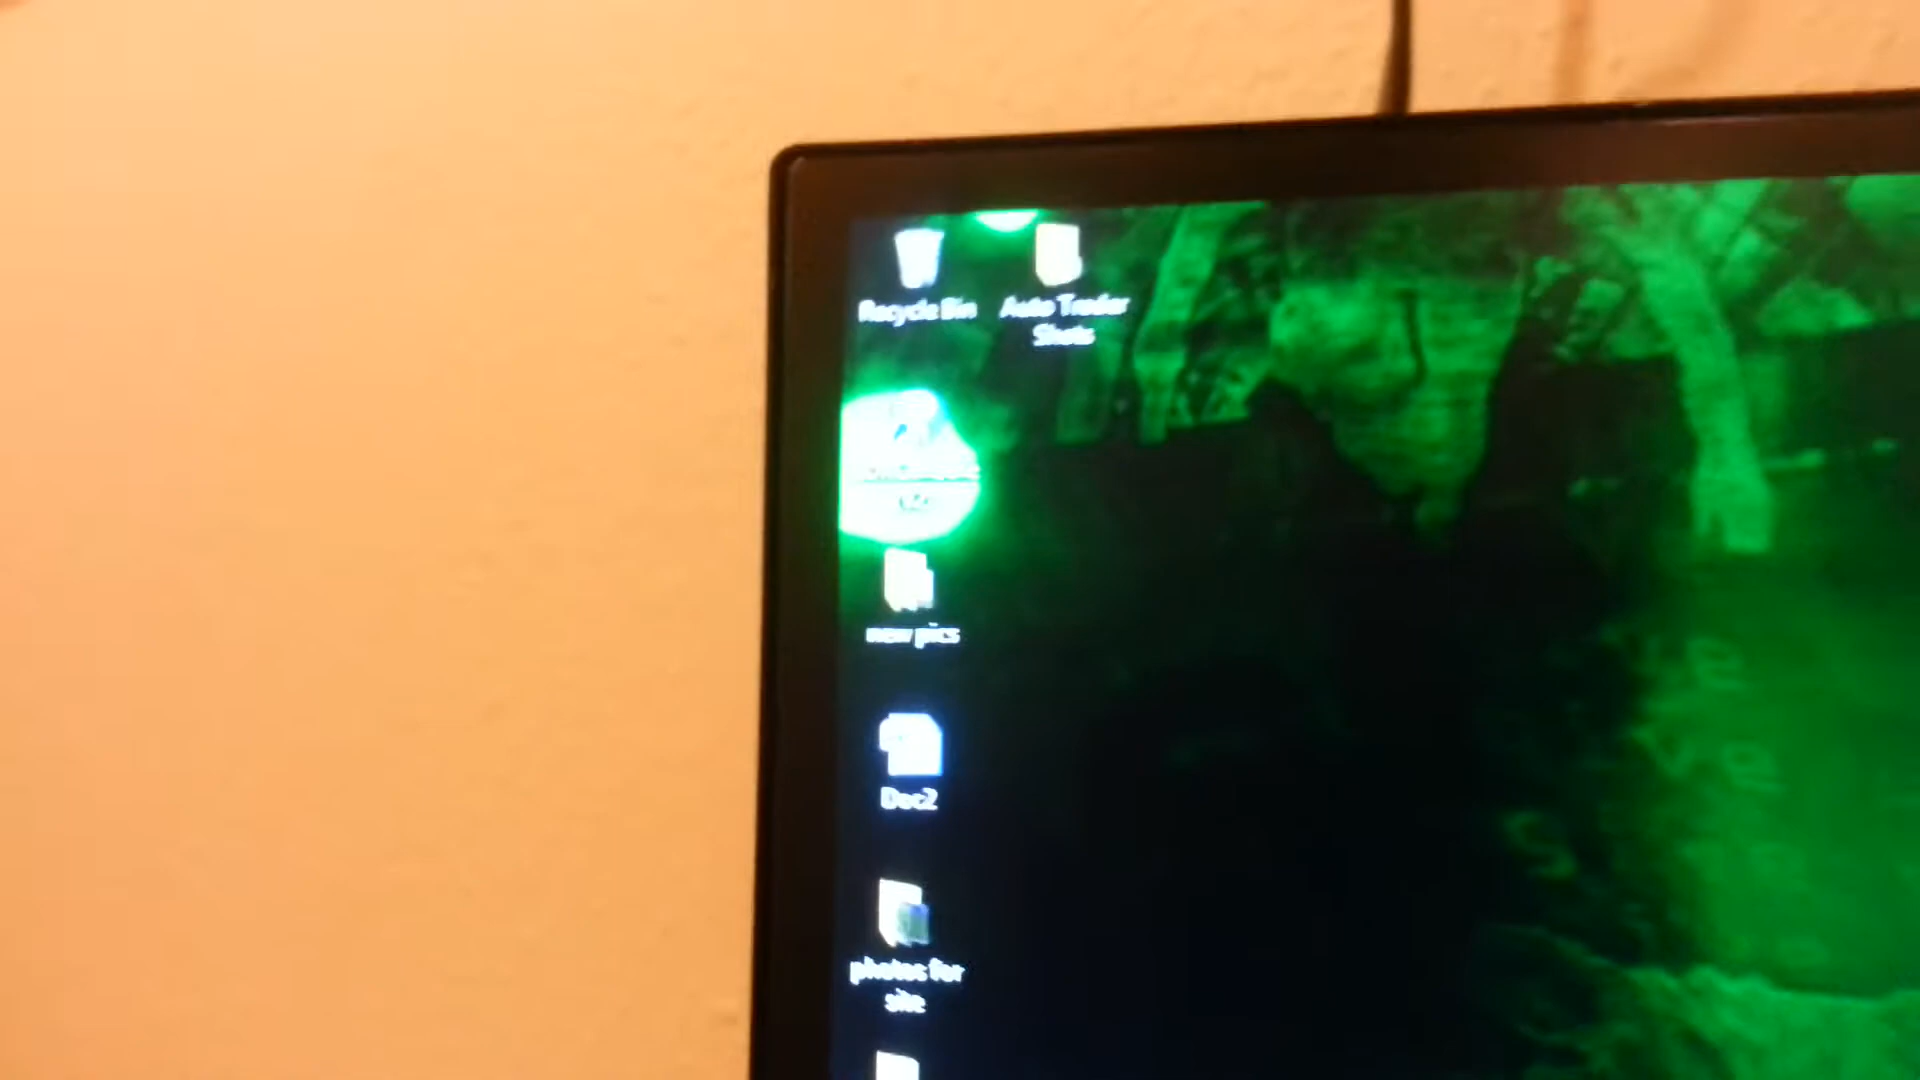 Recycle Bin
Auto Trader
Shots
new pics
Doc2
photos for
site